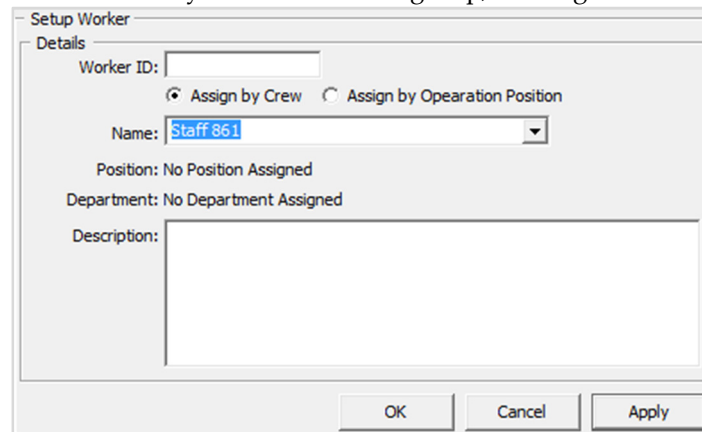 Setup Worker
Details
Worker ID:
Assign by Crew Assign by Opearation Position
Name: Staff 861
Position: No Position Assigned
Department: No Department Assigned
Description:
OK Cancel Apply